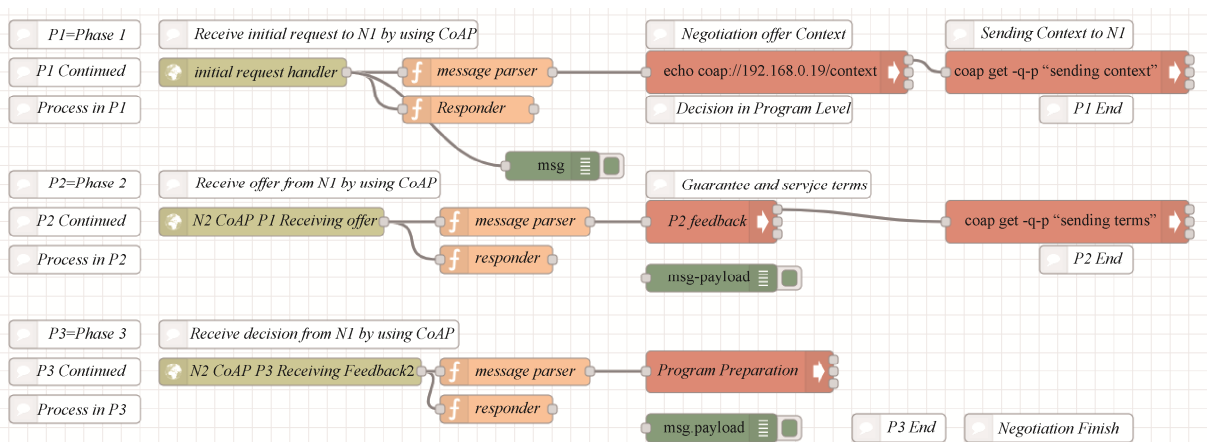 P1=Phase 1
Receive initial request to N1 by using CoAP
Negotiation offer Context
Sending Context to N1
P1 Continued
initial request handler
message parser
echo coap://192.168.0.19/context
coap get -q-p “sending context”
Process in P1
Responder
Decision in Program Level
P1 End
msg
P2=Phase 2
Receive offer from N1 by using CoAP
Guarantee and service terms
P2 Continued
N2 CoAP P1 Receiving offer
message parser
P2 feedback
coap get -q-p “sending terms”
Process in P2
responder
P2 End
msg-payload
P3=Phase 3
Receive decision from N1 by using CoAP
P3 Continued
N2 CoAP P3 Receiving Feedback2
message parser
Program Preparation
Process in P3
responder
msg.payload
P3 End
Negotiation Finish